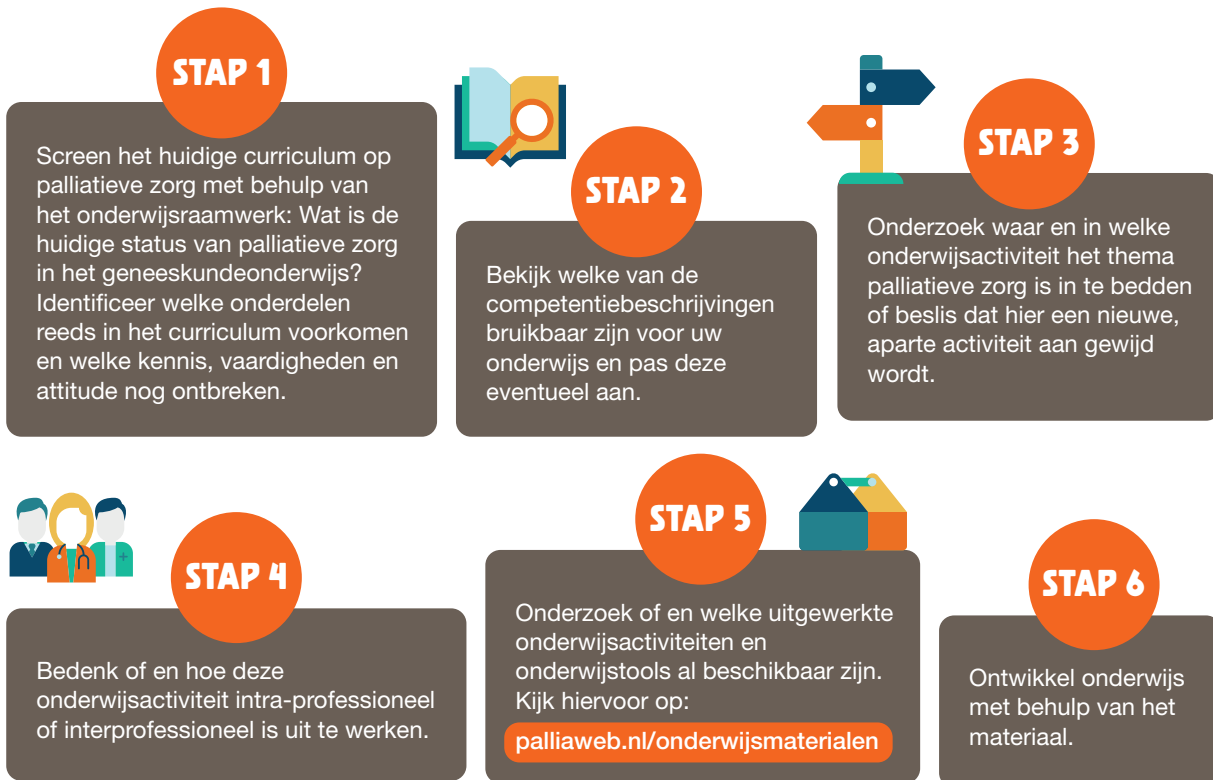 STAP 1
Screen het huidige curriculum op
palliatieve zorg met behulp van
het onderwijsraamwerk: Wat is de
huidige status van palliatieve zorg
in het geneeskundeonderwijs?
Identificeer welke onderdelen
reeds in het curriculum voorkomen
en welke kennis, vaardigheden en
attitude nog ontbreken.
STAP 2
Bekijk welke van de
competentiebeschrijvingen
bruikbaar zijn voor uw
onderwijs en pas deze
eventueel aan.
STAP 3
Onderzoek waar en in welke
onderwijsactiviteit het thema
palliatieve zorg is in te bedden
of beslis dat hier een nieuwe,
aparte activiteit aan gewijd
wordt.
STAP 4
Bedenk of en hoe deze
onderwijsactiviteit intra-professioneel
of interprofessioneel is uit te werken.
STAP 5
Onderzoek of en welke uitgewerkte
onderwijsactiviteiten en
onderwijstools al beschikbaar zijn.
Kijk hiervoor op:
palliaweb.nl/onderwijsmaterialen
STAP 6
Ontwikkel onderwijs
met behulp van het
materiaal.